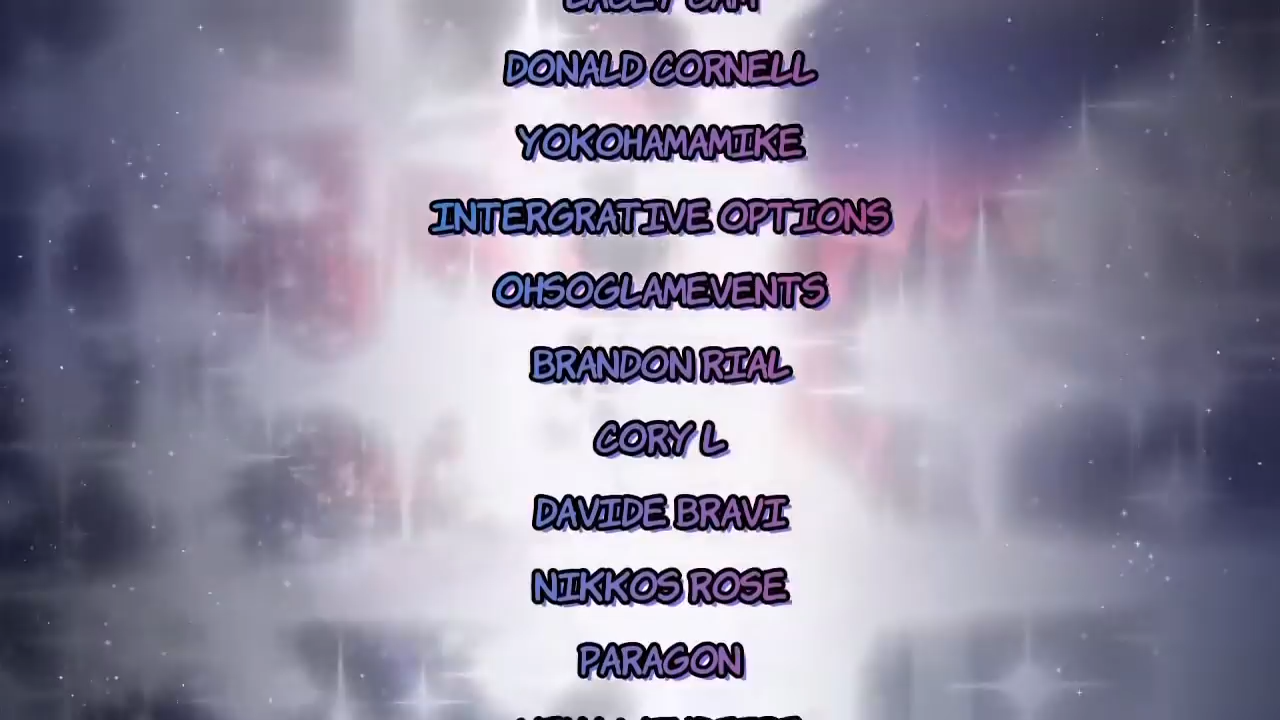 DONALD CORNELL
YOKOHAMAMIKE
INTERGRATIVE OPTIONS
OHSOGLAMEVENTS
BRANDON RIAL
CORY L
DAVIDE BRAVI
NIKKOS ROSE
PARAGON